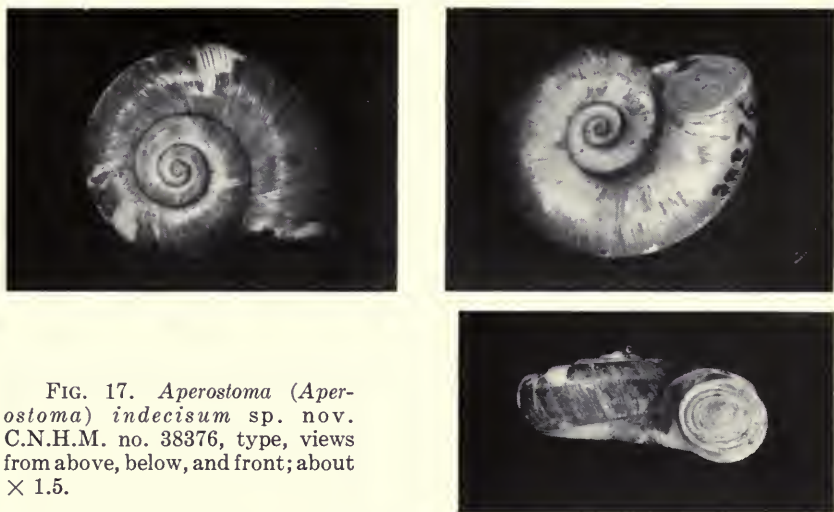 FIG. 17. Aperostoma (Aper-
ostoma) indecisum sp. nov.
C.N.H.M. no. 38376, type, views
from above, below, and front; about
× 1.5.